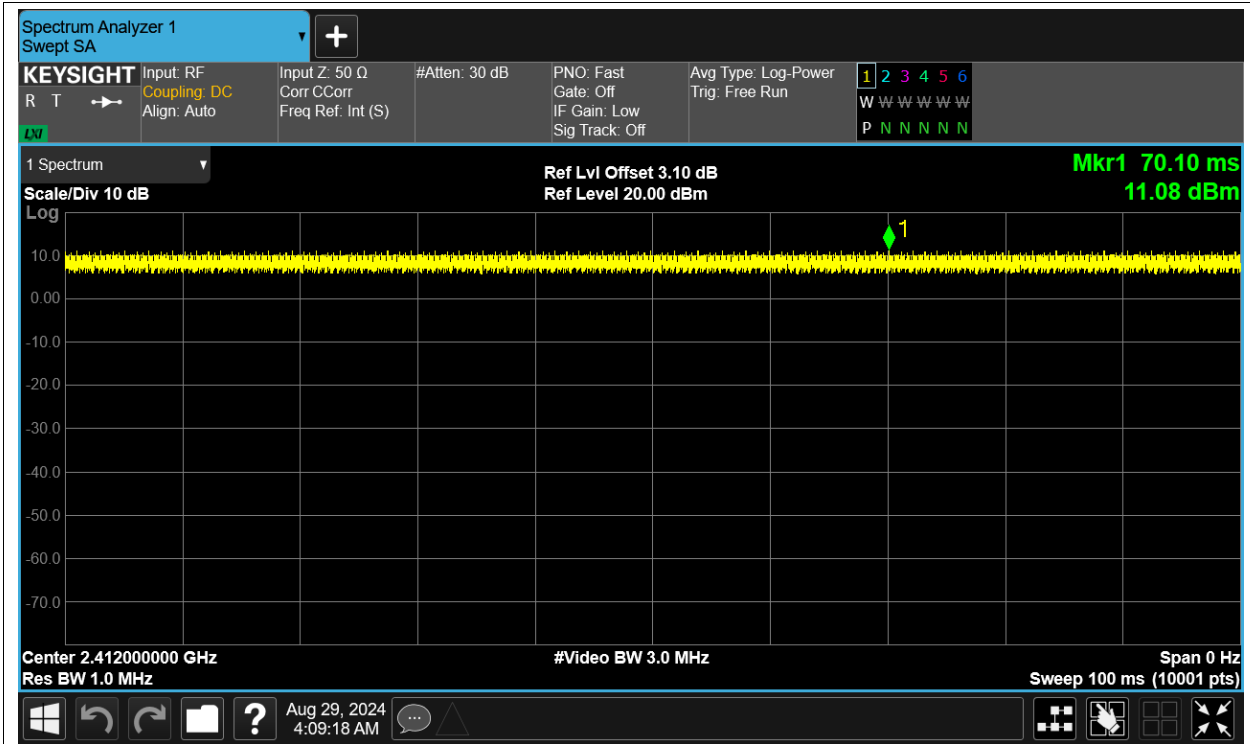 Spectrum Analyzer 1
Swept SA
KEYSIGHT
R T
LXI
Input: RF
Coupling: DC
Align: Auto
Input Z: 50 Ω
Corr CCorr
Freq Ref: Int (S)
#Atten: 30 dB
PNO: Fast
Gate: Off
IF Gain: Low
Sig Track: Off
Avg Type: Log-Power
Trig: Free Run
1 2 3 4 5 6
W W W W W W
P N N N N N
1 Spectrum
Scale/Div 10 dB
Log
Ref Lvl Offset 3.10 dB
Ref Level 20.00 dBm
Mkr1 70.10 ms
11.08 dBm
1
10.0
0.00
-10.0
-20.0
-30.0
-40.0
-50.0
-60.0
-70.0
Center 2.412000000 GHz
#Video BW 3.0 MHz
Span 0 Hz
Res BW 1.0 MHz
Sweep 100 ms (10001 pts)
?
Aug 29, 2024
4:09:18 AM